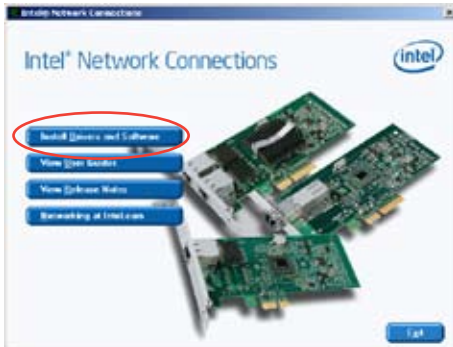 Intel® Network Connections
Intel® Network Connections
intel
Install Drivers and Software
View User Guides
View Release Notes
Networking at Intel.com
Exit